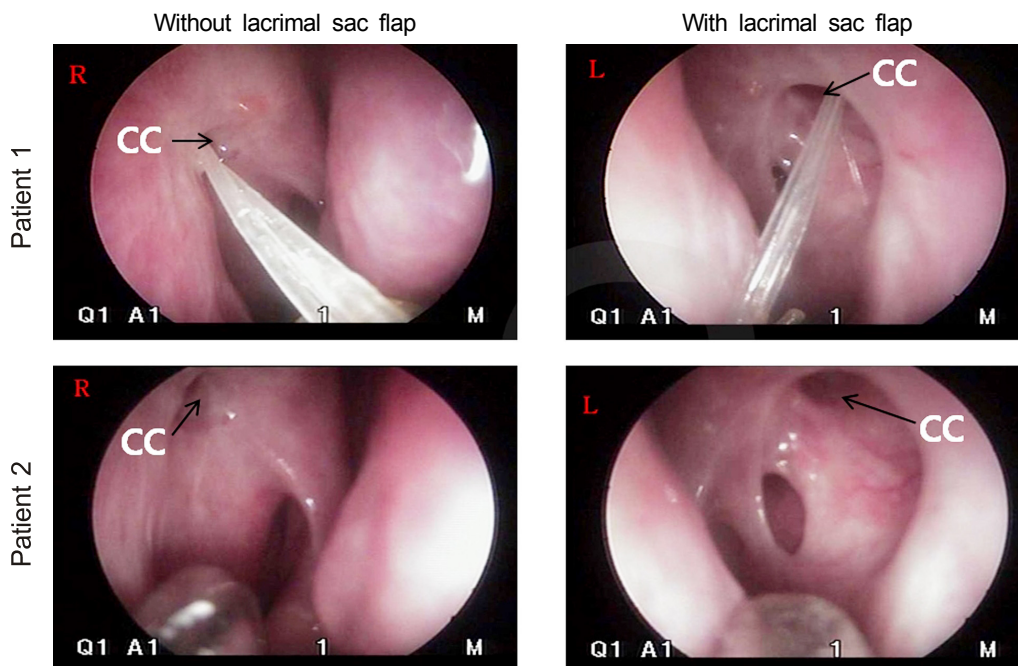 Without lacrimal sac flap
With lacrimal sac flap
Patient 1
R
CC
Q1 A1 1 M
L
CC
Q1 A1 1 M
Patient 2
R
CC
Q1 A1 1 M
L
CC
Q1 A1 1 M